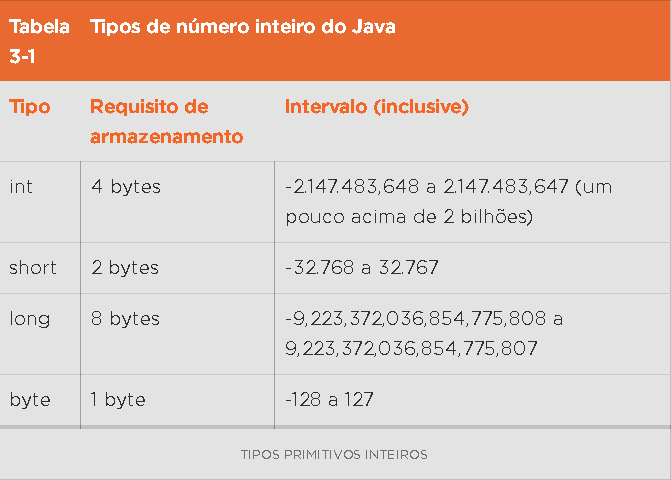 Tabela Tipos de número inteiro do Java
3-1
Tipo Requisito de Intervalo (inclusive)
armazenamento
int 4 bytes -2.147.483,648 a 2.147.483,647 (um
pouco acima de 2 bilhões)
short 2 bytes -32.768 a 32.767
long 8 bytes -9,223,372,036,854,775,808 a
9,223,372,036,854,775,807
byte 1 byte -128 a 127
TIPOS PRIMITIVOS INTEIROS